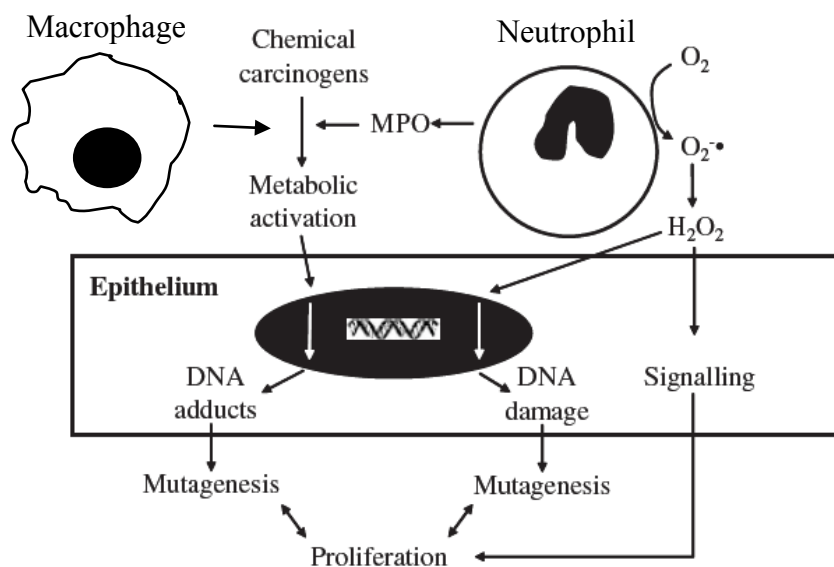 Macrophage
Chemical
carcinogens
Neutrophil
O₂
MPO
O₂⁻•
Metabolic
activation
H₂O₂
Epithelium
DNA
adducts
DNA
damage
Signalling
Mutagenesis
Mutagenesis
Proliferation